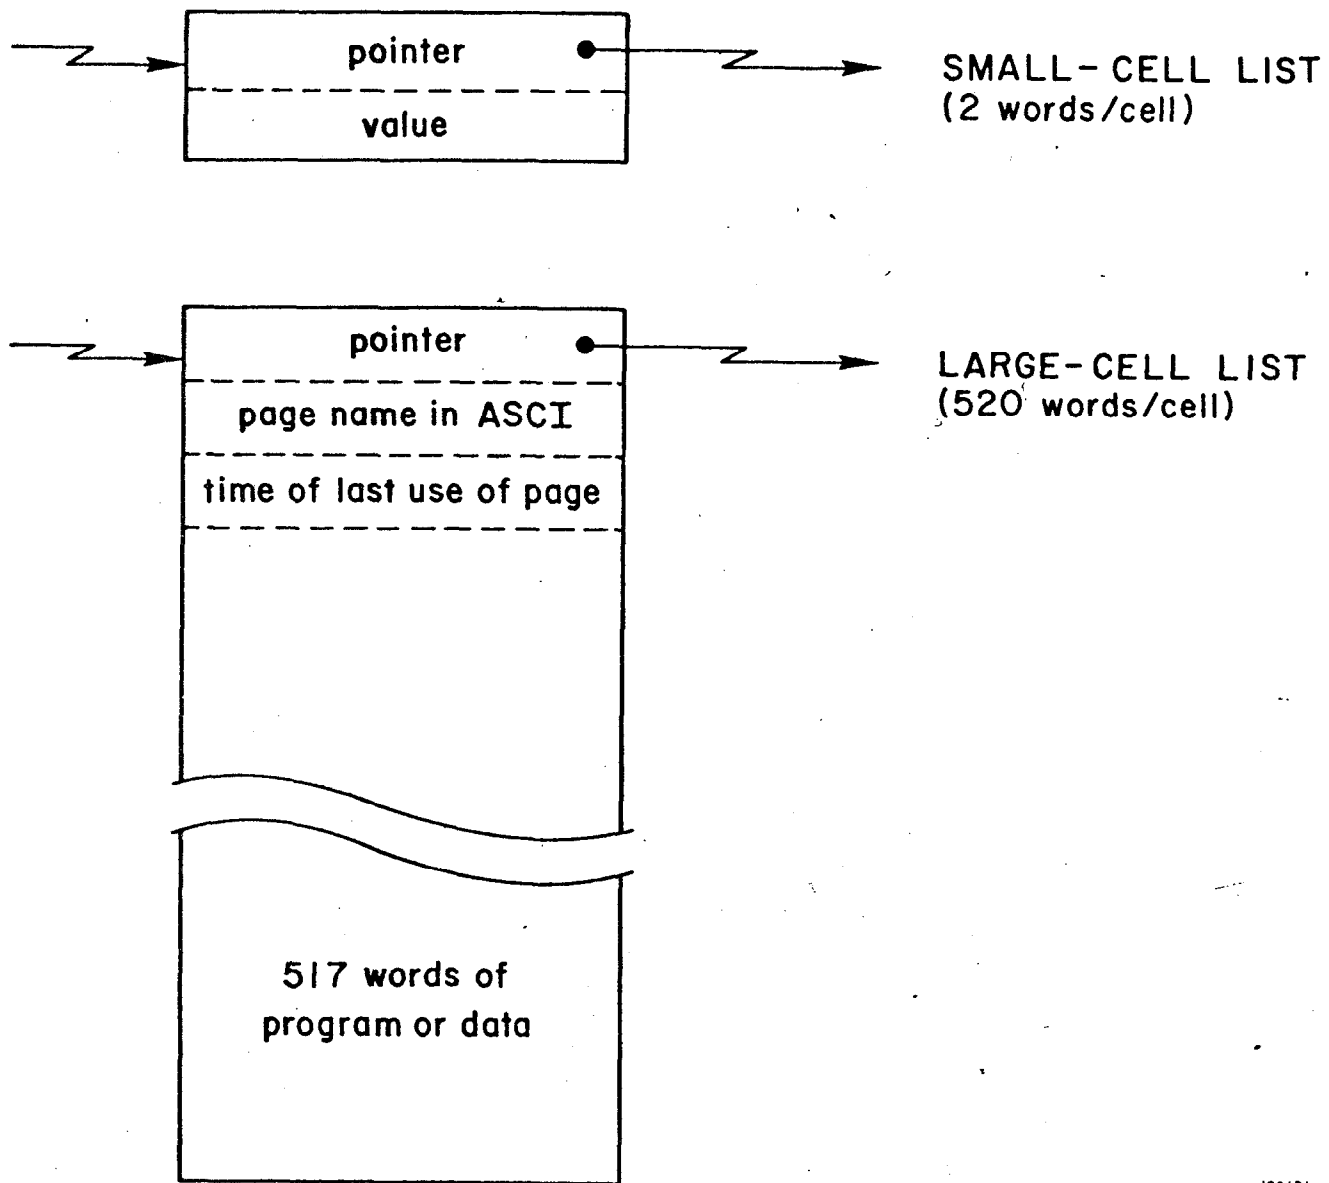 pointer
value
SMALL-CELL LIST
(2 words/cell)
pointer
page name in ASCI
time of last use of page
LARGE-CELL LIST
(520 words/cell)
517 words of
program or data